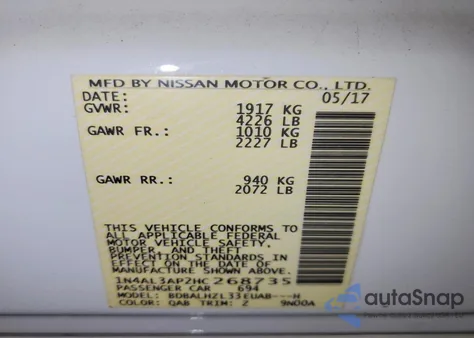 MFD BY NISSAN MOTOR CO., LTD.
DATE: 05/17
GVWR: 1917 KG
4226 LB
GAWR FR.: 1010 KG
2227 LB
GAWR RR.: 940 KG
2072 LB
THIS VEHICLE CONFORMS TO
ALL APPLICABLE FEDERAL
MOTOR VEHICLE SAFETY,
BUMPER, AND THEFT
PREVENTION STANDARDS IN EFFECT ON THE
DATE OF MANUFACTURE SHOWN ABOVE.
1N4AL3AP2HC268735
PASSENGER CAR 694
MODEL: BDBALHZL33EUAB---H
COLOR: QAB TRIM: Z 9N00A
autoSnap